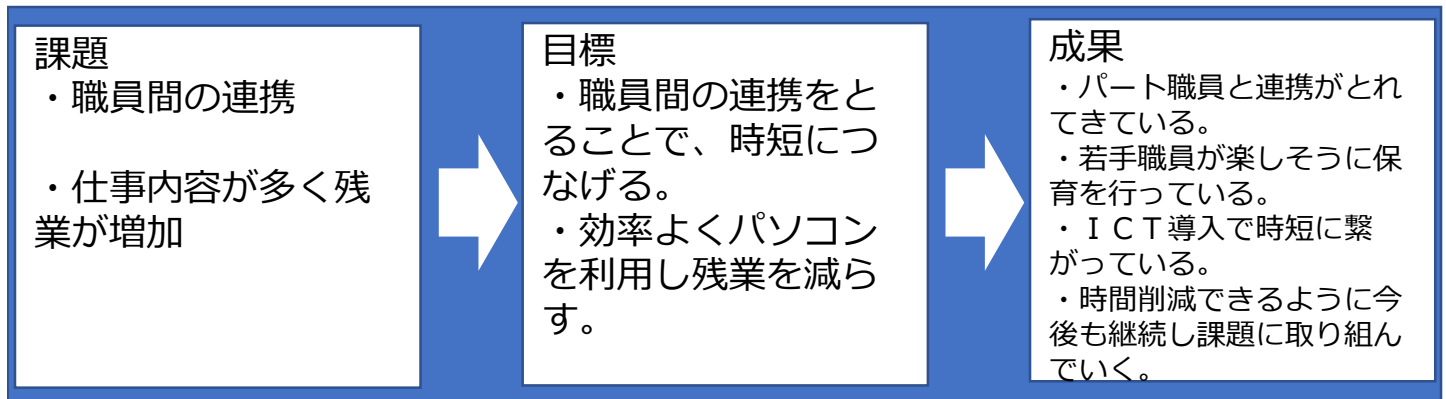 課題
・職員間の連携
・仕事内容が多く残
業が増加
目標
・職員間の連携をと
ることで、時短につ
なげる。
・効率よくパソコン
を利用し残業を減ら
す。
成果
・パート職員と連携がとれ
てきている。
・若手職員が楽しそうに保
育を行っている。
・ＩＣＴ導入で時短に繋
がっている。
・時間削減できるように今
後も継続し課題に取り組ん
でいく。